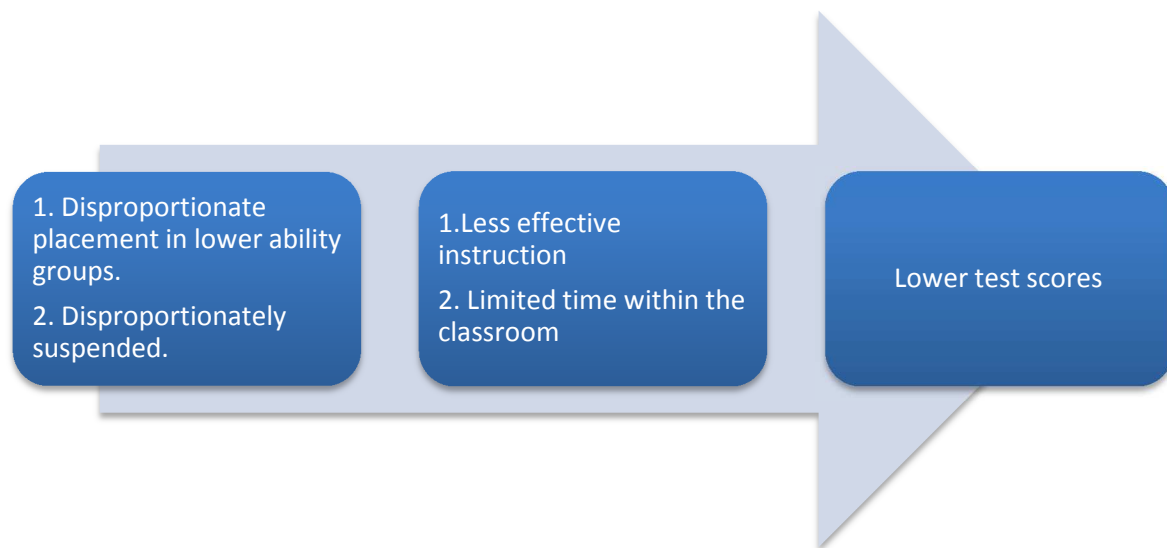 1. Disproportionate
placement in lower ability
groups.
2. Disproportionately
suspended.
1.Less effective
instruction
2. Limited time within the
classroom
Lower test scores